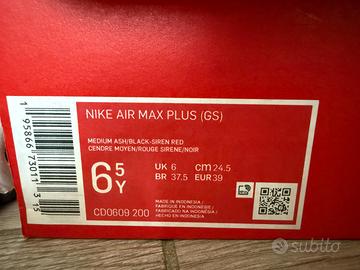 NIKE AIR MAX PLUS (GS)
MEDIUM ASH/BLACK-SIREN RED
CENDRE MOYEN/ROUGE SIRENE/NOIR
6 5 Y
UK 6 cm 24.5
BR 37.5 EUR 39
CD0609 200
MADE IN INDONESIA /
FABRIQUE EN INDONESIE /
FABRICADO NA INDONESIA /
HECHO EN INDONESIA
subito